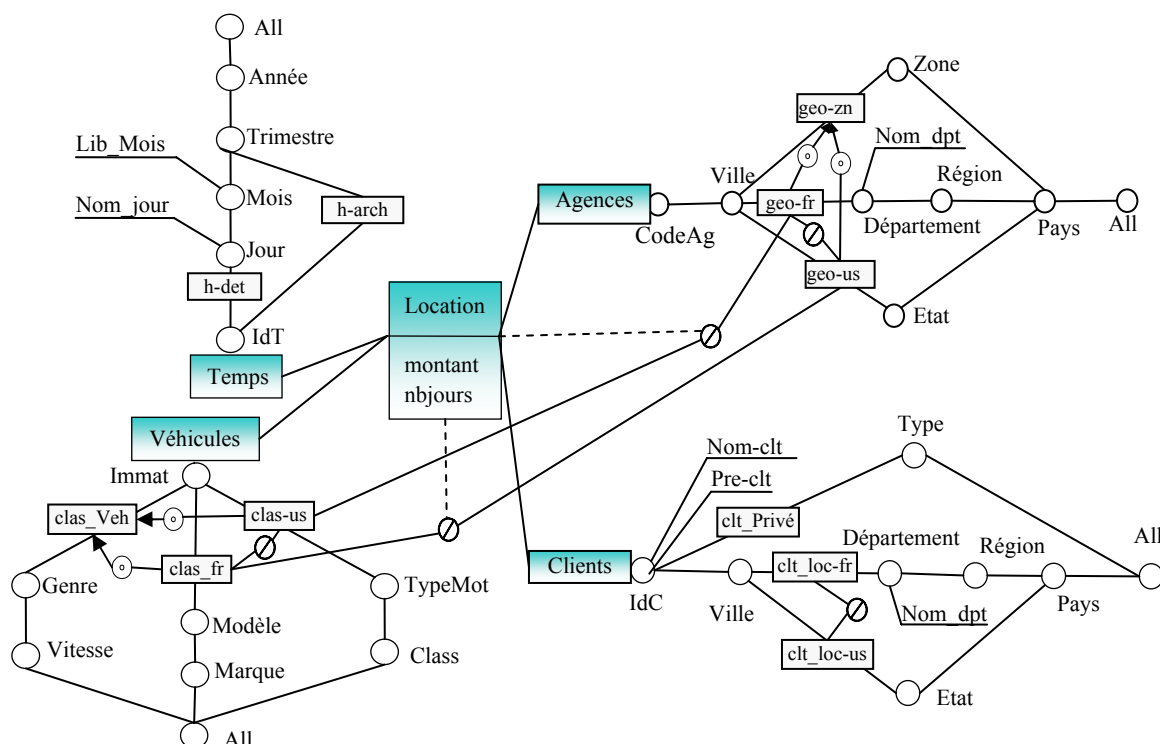 All
Année
Trimestre
Lib_Mois
Mois
h-arch
Nom_jour
Jour
h-det
IdT
Temps
Véhicules
Location
montant
nbjours
Zone
geo-zn
Nom_dpt
Ville
Région
Agences
geo-fr
CodeAg
Département
Pays
All
geo-us
Etat
Immat
clas_Veh
clas-us
clas_fr
Genre
TypeMot
Modèle
Vitesse
Class
Marque
All
Type
Nom-clt
Pre-clt
clt_Privé
Département
Région
All
Clients
clt_loc-fr
IdC
Ville
Pays
Nom_dpt
clt_loc-us
Etat